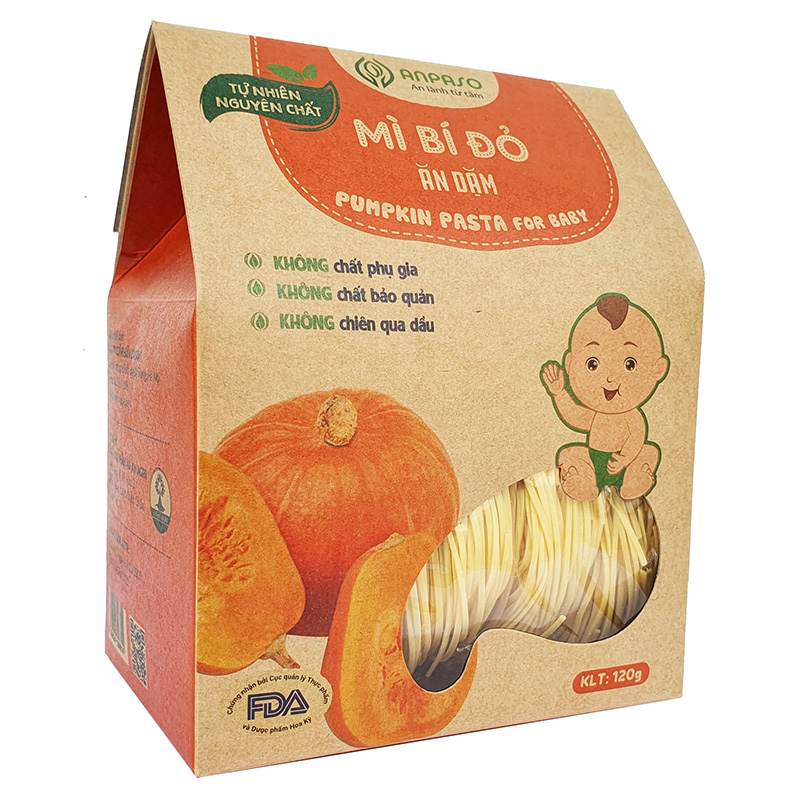 ANPASO
An lành từ tâm
TỰ NHIÊN
NGUYÊN CHẤT
MÌ BÍ ĐỎ
ĂN DẶM
PUMPKIN PASTA FOR BABY
KHÔNG chất phụ gia
KHÔNG chất bảo quản
KHÔNG chiên qua dầu
Chứng nhận bởi Cục quản lý Thực phẩm
FDA
và Dược phẩm Hoa Kỳ
KLT: 120g